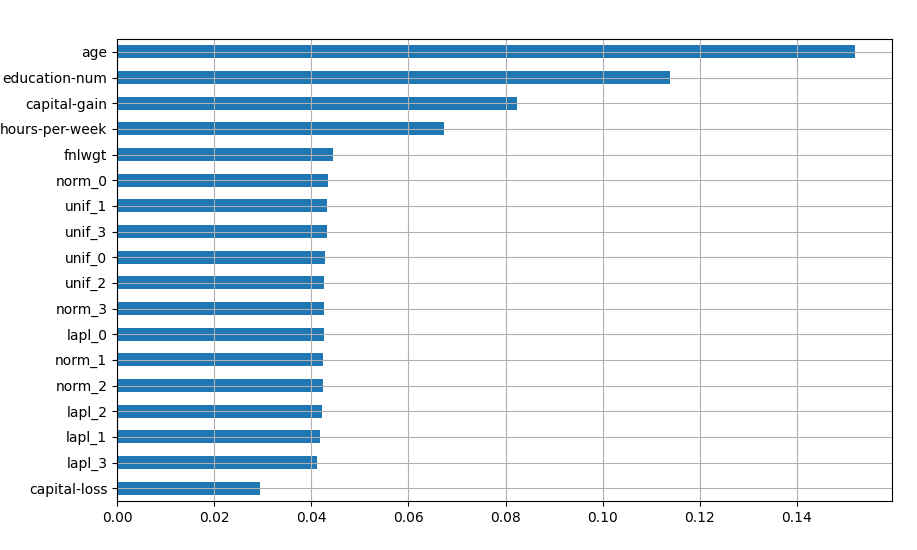 age
education-num
capital-gain
hours-per-week
fnlwgt
norm_0
unif_1
unif_3
unif_0
unif_2
norm_3
lapl_0
norm_1
norm_2
lapl_2
lapl_1
lapl_3
capital-loss
0.00 0.02 0.04 0.06 0.08 0.10 0.12 0.14